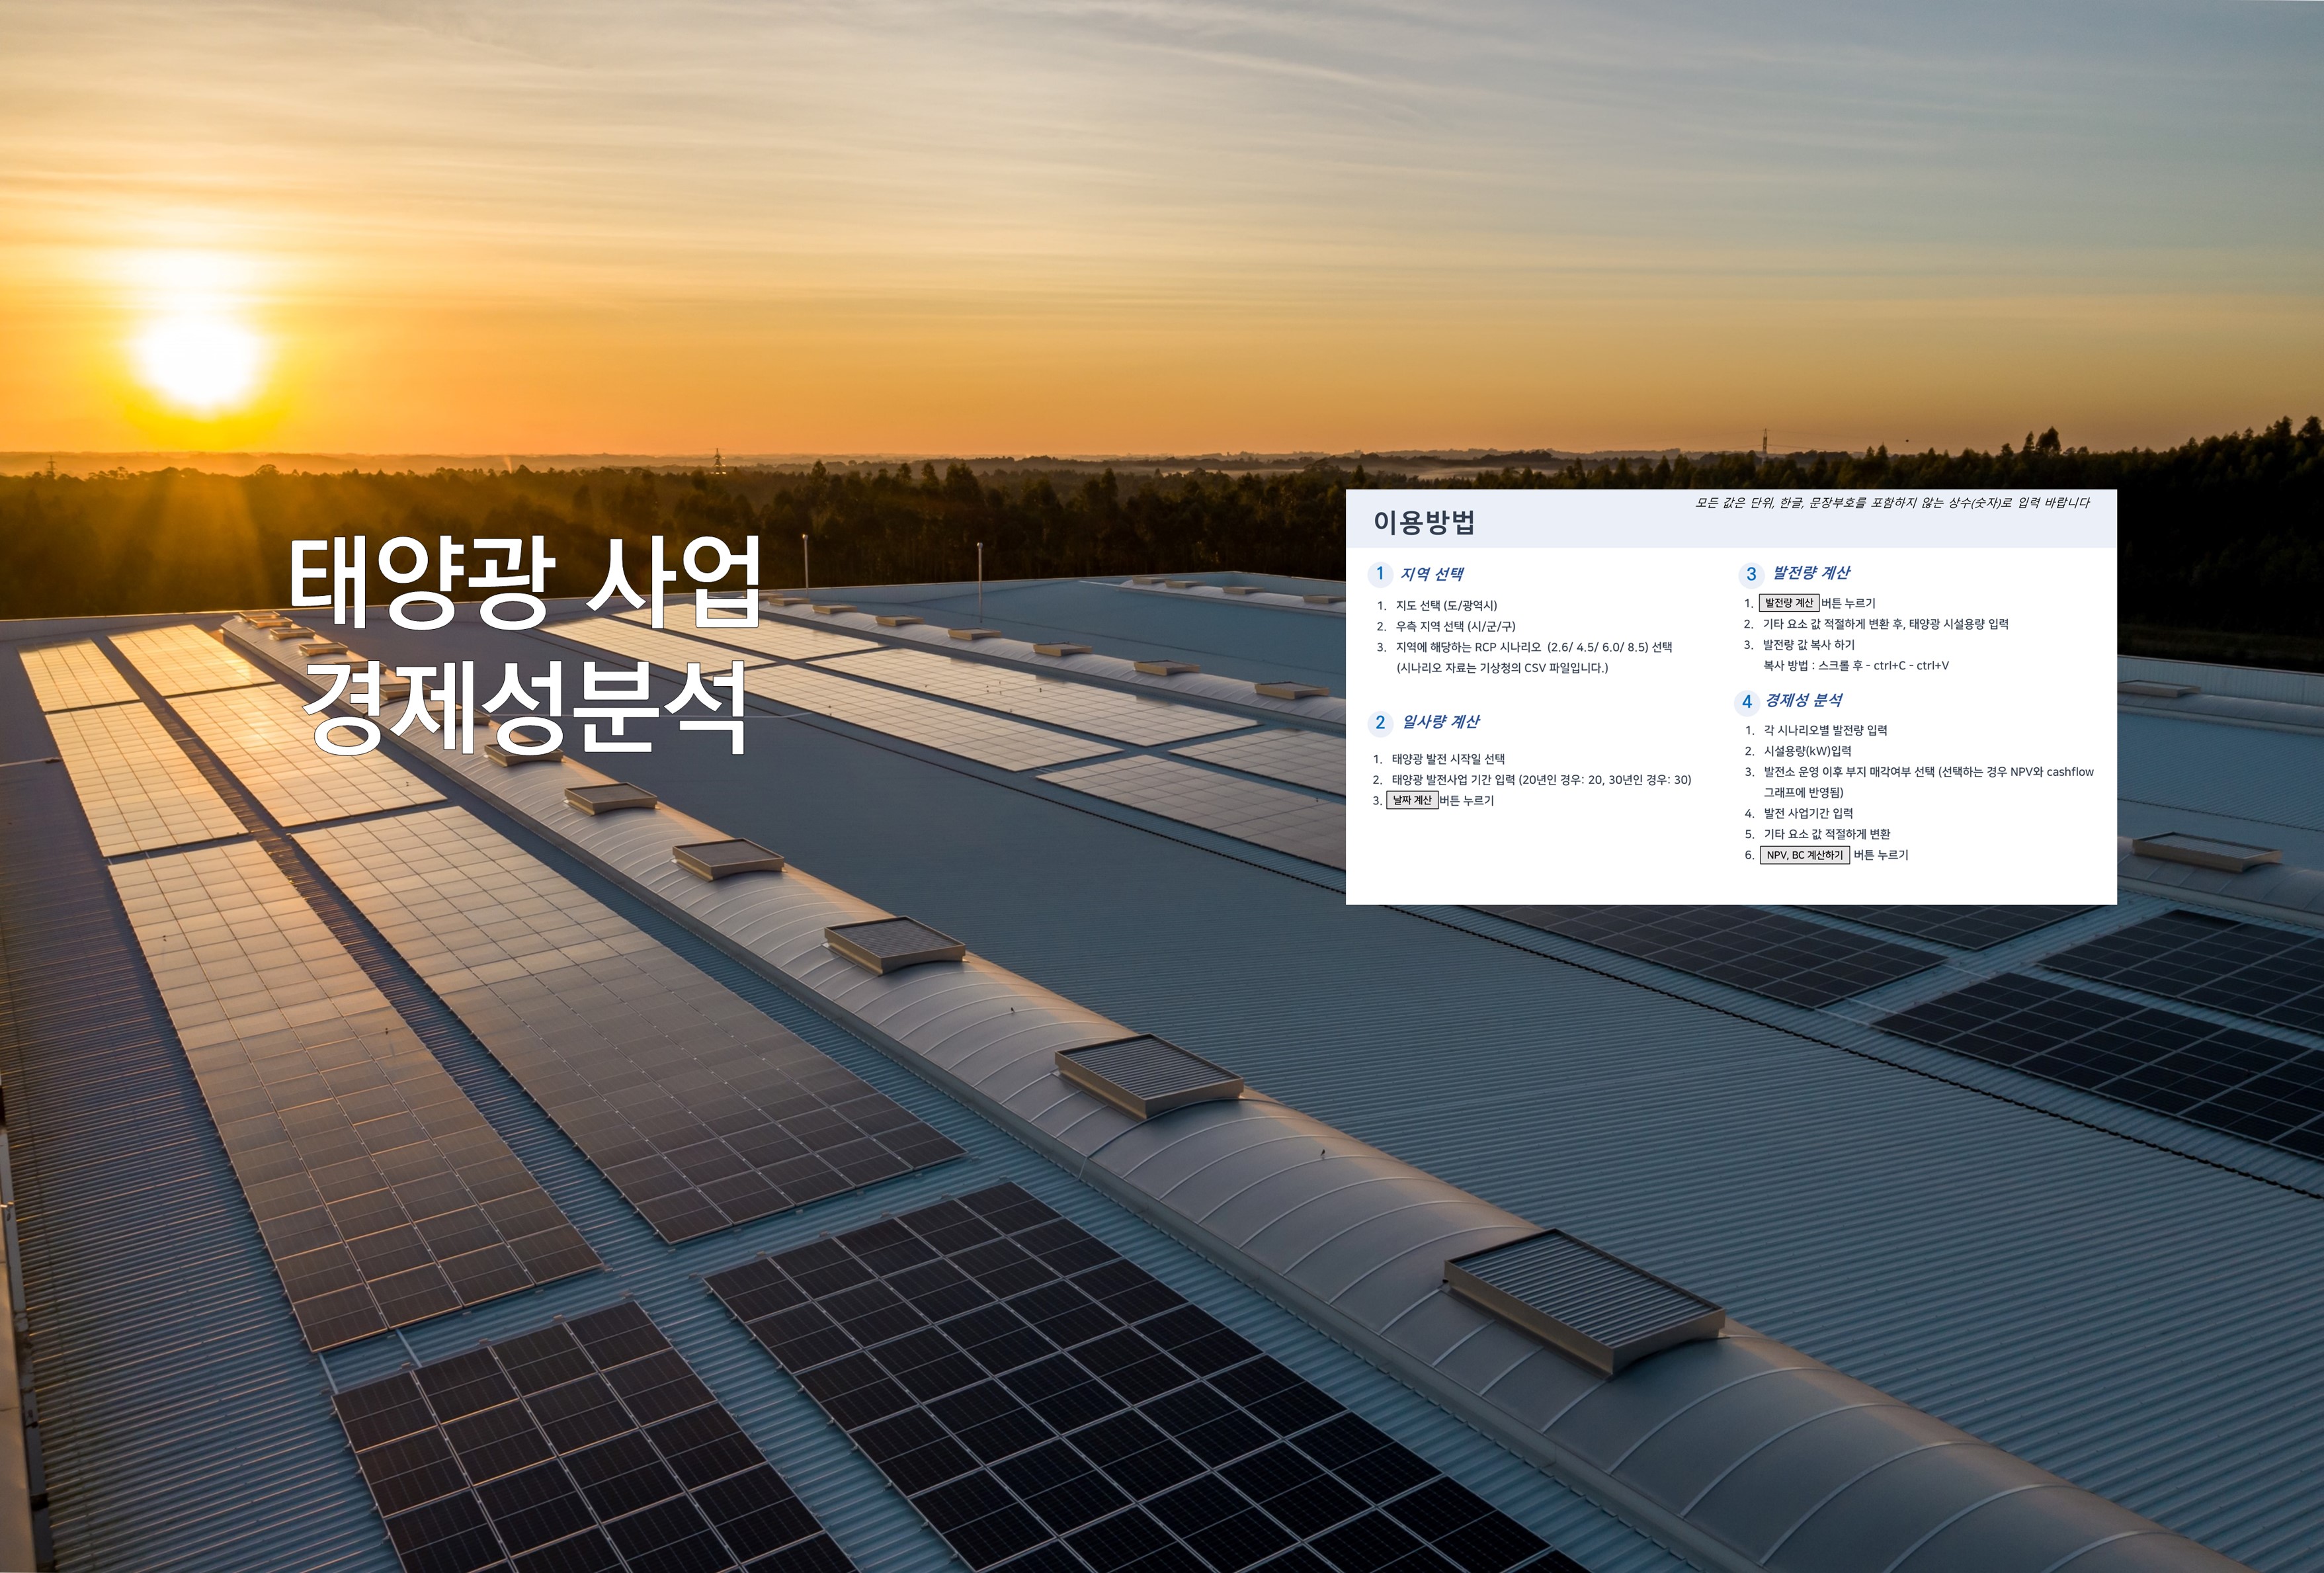 태양광 사업
경제성분석
이용방법
모든 값은 단위, 한글, 문장부호를 포함하지 않는 상수(숫자)로 입력 바랍니다
1 지역 선택
1. 지도 선택 (도/광역시)
2. 우측 지역 선택 (시/군/구)
3. 지역에 해당하는 RCP 시나리오 (2.6/ 4.5/ 6.0/ 8.5) 선택
(시나리오 자료는 기상청의 CSV 파일입니다.)
2 일사량 계산
1. 태양광 발전 시작일 선택
2. 태양광 발전사업 기간 입력 (20년인 경우: 20, 30년인 경우: 30)
3. 날짜 계산 버튼 누르기
3 발전량 계산
1. 발전량 계산 버튼 누르기
2. 기타 요소 값 적절하게 변환 후, 태양광 시설용량 입력
3. 발전량 값 복사 하기
복사 방법 : 스크롤 후 - ctrl+C - ctrl+V
4 경제성 분석
1. 각 시나리오별 발전량 입력
2. 시설용량(kW)입력
3. 발전소 운영 이후 부지 매각여부 선택 (선택하는 경우 NPV와 cashflow
그래프에 반영됨)
4. 발전 사업기간 입력
5. 기타 요소 값 적절하게 변환
6. NPV, BC 계산하기 버튼 누르기